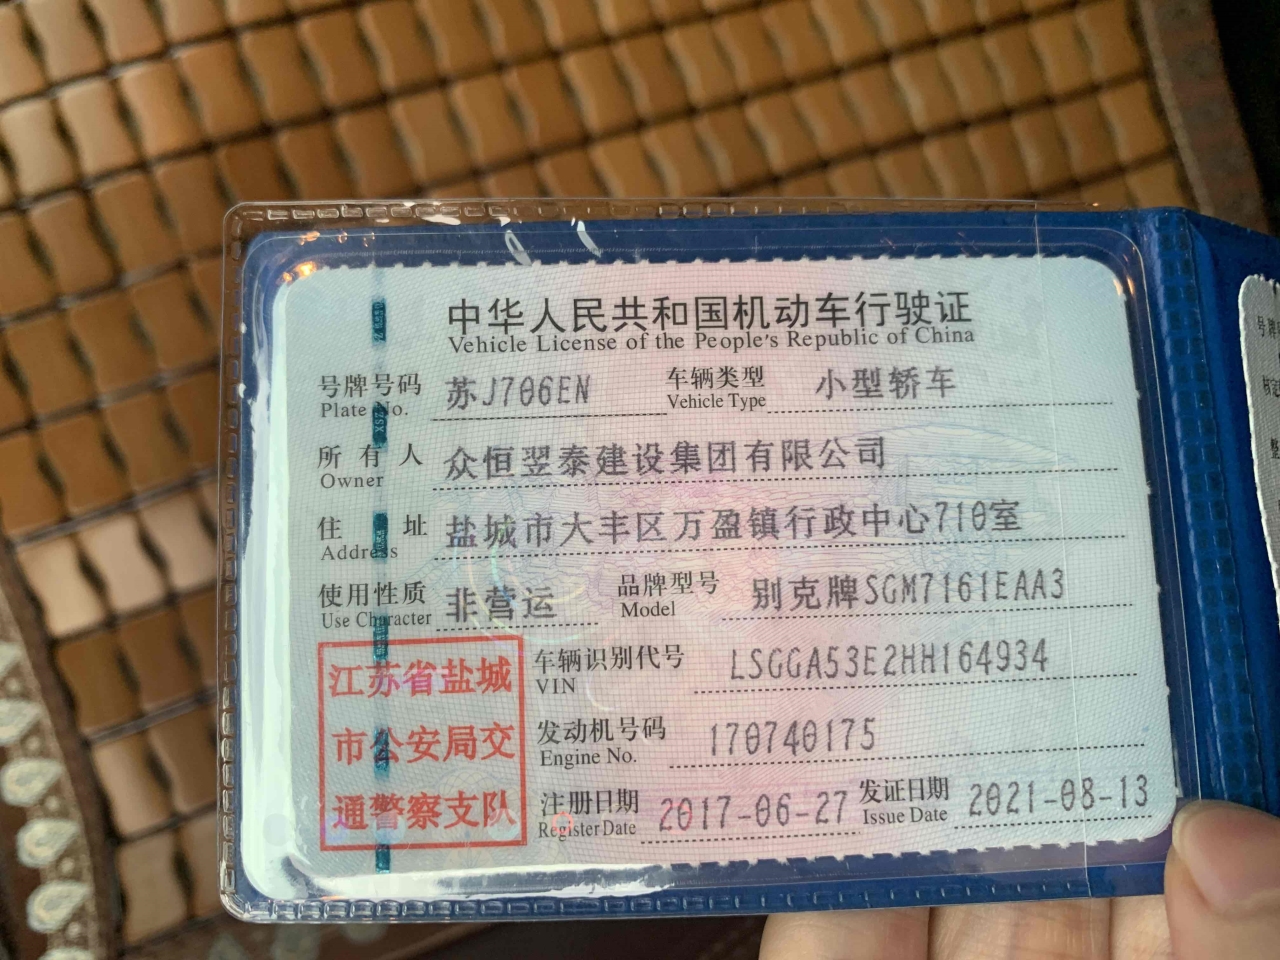 中华人民共和国机动车行驶证
Vehicle License of the People's Republic of China
号牌号码 苏J706EN 车辆类型 小型轿车
Plate No. Vehicle Type
所有人 众恒翌泰建设集团有限公司
Owner
住址 盐城市大丰区万盈镇行政中心710室
Address
使用性质 非营运 品牌型号 别克牌SGM7161EAA3
Use Character Model
江苏省盐城
市公安局交
通警察支队
车辆识别代号 LSGGA53E2HH164934
VIN
发动机号码 170740175
Engine No.
注册日期 2017-06-27 发证日期 2021-08-13
Register Date Issue Date